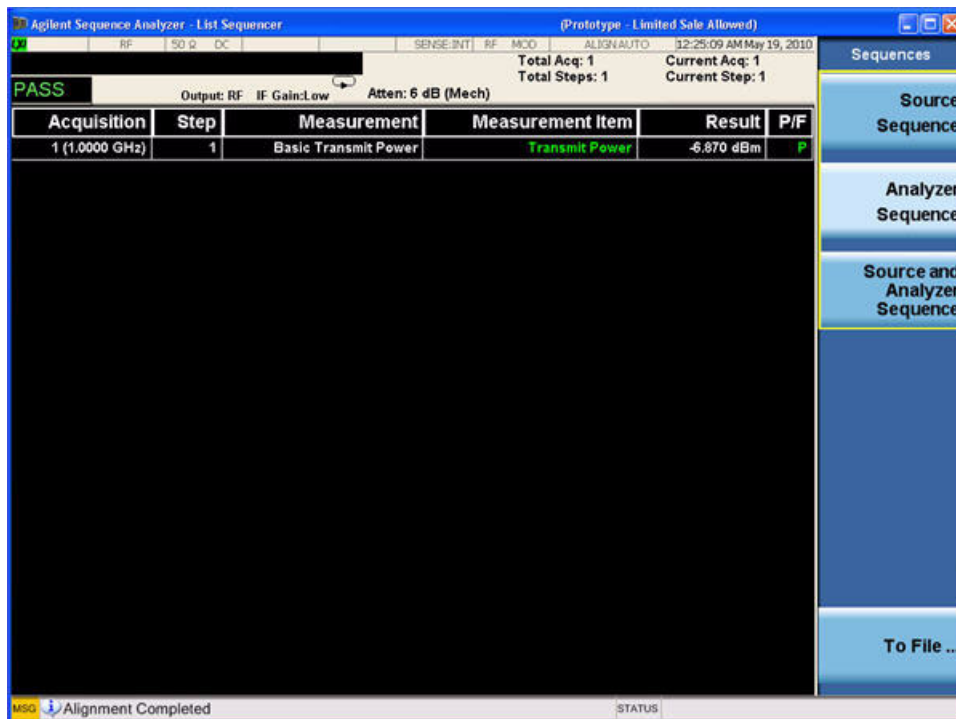 Agilent Sequence Analyzer - List Sequencer (Prototype - Limited Sale Allowed)
RF 50 Ω DC SENSE:INT RF MOD ALIGN AUTO 12:25:09 AM May 19, 2010
Total Acq: 1 Current Acq: 1
Total Steps: 1 Current Step: 1
PASS Output: RF IF Gain:Low Atten: 6 dB (Mech)
Acquisition Step Measurement Measurement Item Result P/F
1 (1.0000 GHz) 1 Basic Transmit Power Transmit Power -6.870 dBm P
Sequences
Source
Sequence
Analyzer
Sequence
Source and
Analyzer
Sequence
To File ..
MSG Alignment Completed STATUS